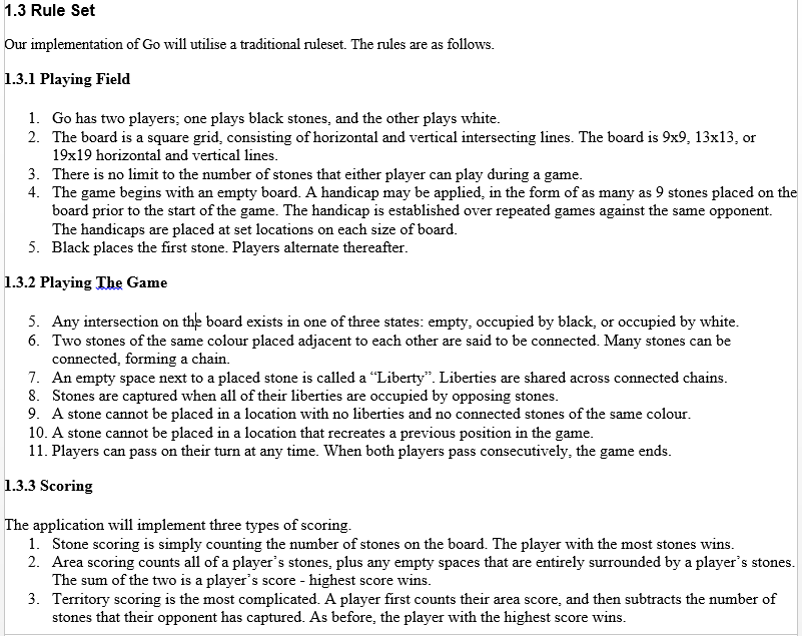 1.3 Rule Set
Our implementation of Go will utilise a traditional ruleset. The rules are as follows.
1.3.1 Playing Field
1. Go has two players; one plays black stones, and the other plays white.
2. The board is a square grid, consisting of horizontal and vertical intersecting lines. The board is 9x9, 13x13, or
19x19 horizontal and vertical lines.
3. There is no limit to the number of stones that either player can play during a game.
4. The game begins with an empty board. A handicap may be applied, in the form of as many as 9 stones placed on the
board prior to the start of the game. The handicap is established over repeated games against the same opponent.
The handicaps are placed at set locations on each size of board.
5. Black places the first stone. Players alternate thereafter.
1.3.2 Playing The Game
5. Any intersection on the board exists in one of three states: empty, occupied by black, or occupied by white.
6. Two stones of the same colour placed adjacent to each other are said to be connected. Many stones can be
connected, forming a chain.
7. An empty space next to a placed stone is called a “Liberty”. Liberties are shared across connected chains.
8. Stones are captured when all of their liberties are occupied by opposing stones.
9. A stone cannot be placed in a location with no liberties and no connected stones of the same colour.
10. A stone cannot be placed in a location that recreates a previous position in the game.
11. Players can pass on their turn at any time. When both players pass consecutively, the game ends.
1.3.3 Scoring
The application will implement three types of scoring.
1. Stone scoring is simply counting the number of stones on the board. The player with the most stones wins.
2. Area scoring counts all of a player’s stones, plus any empty spaces that are entirely surrounded by a player’s stones.
The sum of the two is a player’s score - highest score wins.
3. Territory scoring is the most complicated. A player first counts their area score, and then subtracts the number of
stones that their opponent has captured. As before, the player with the highest score wins.